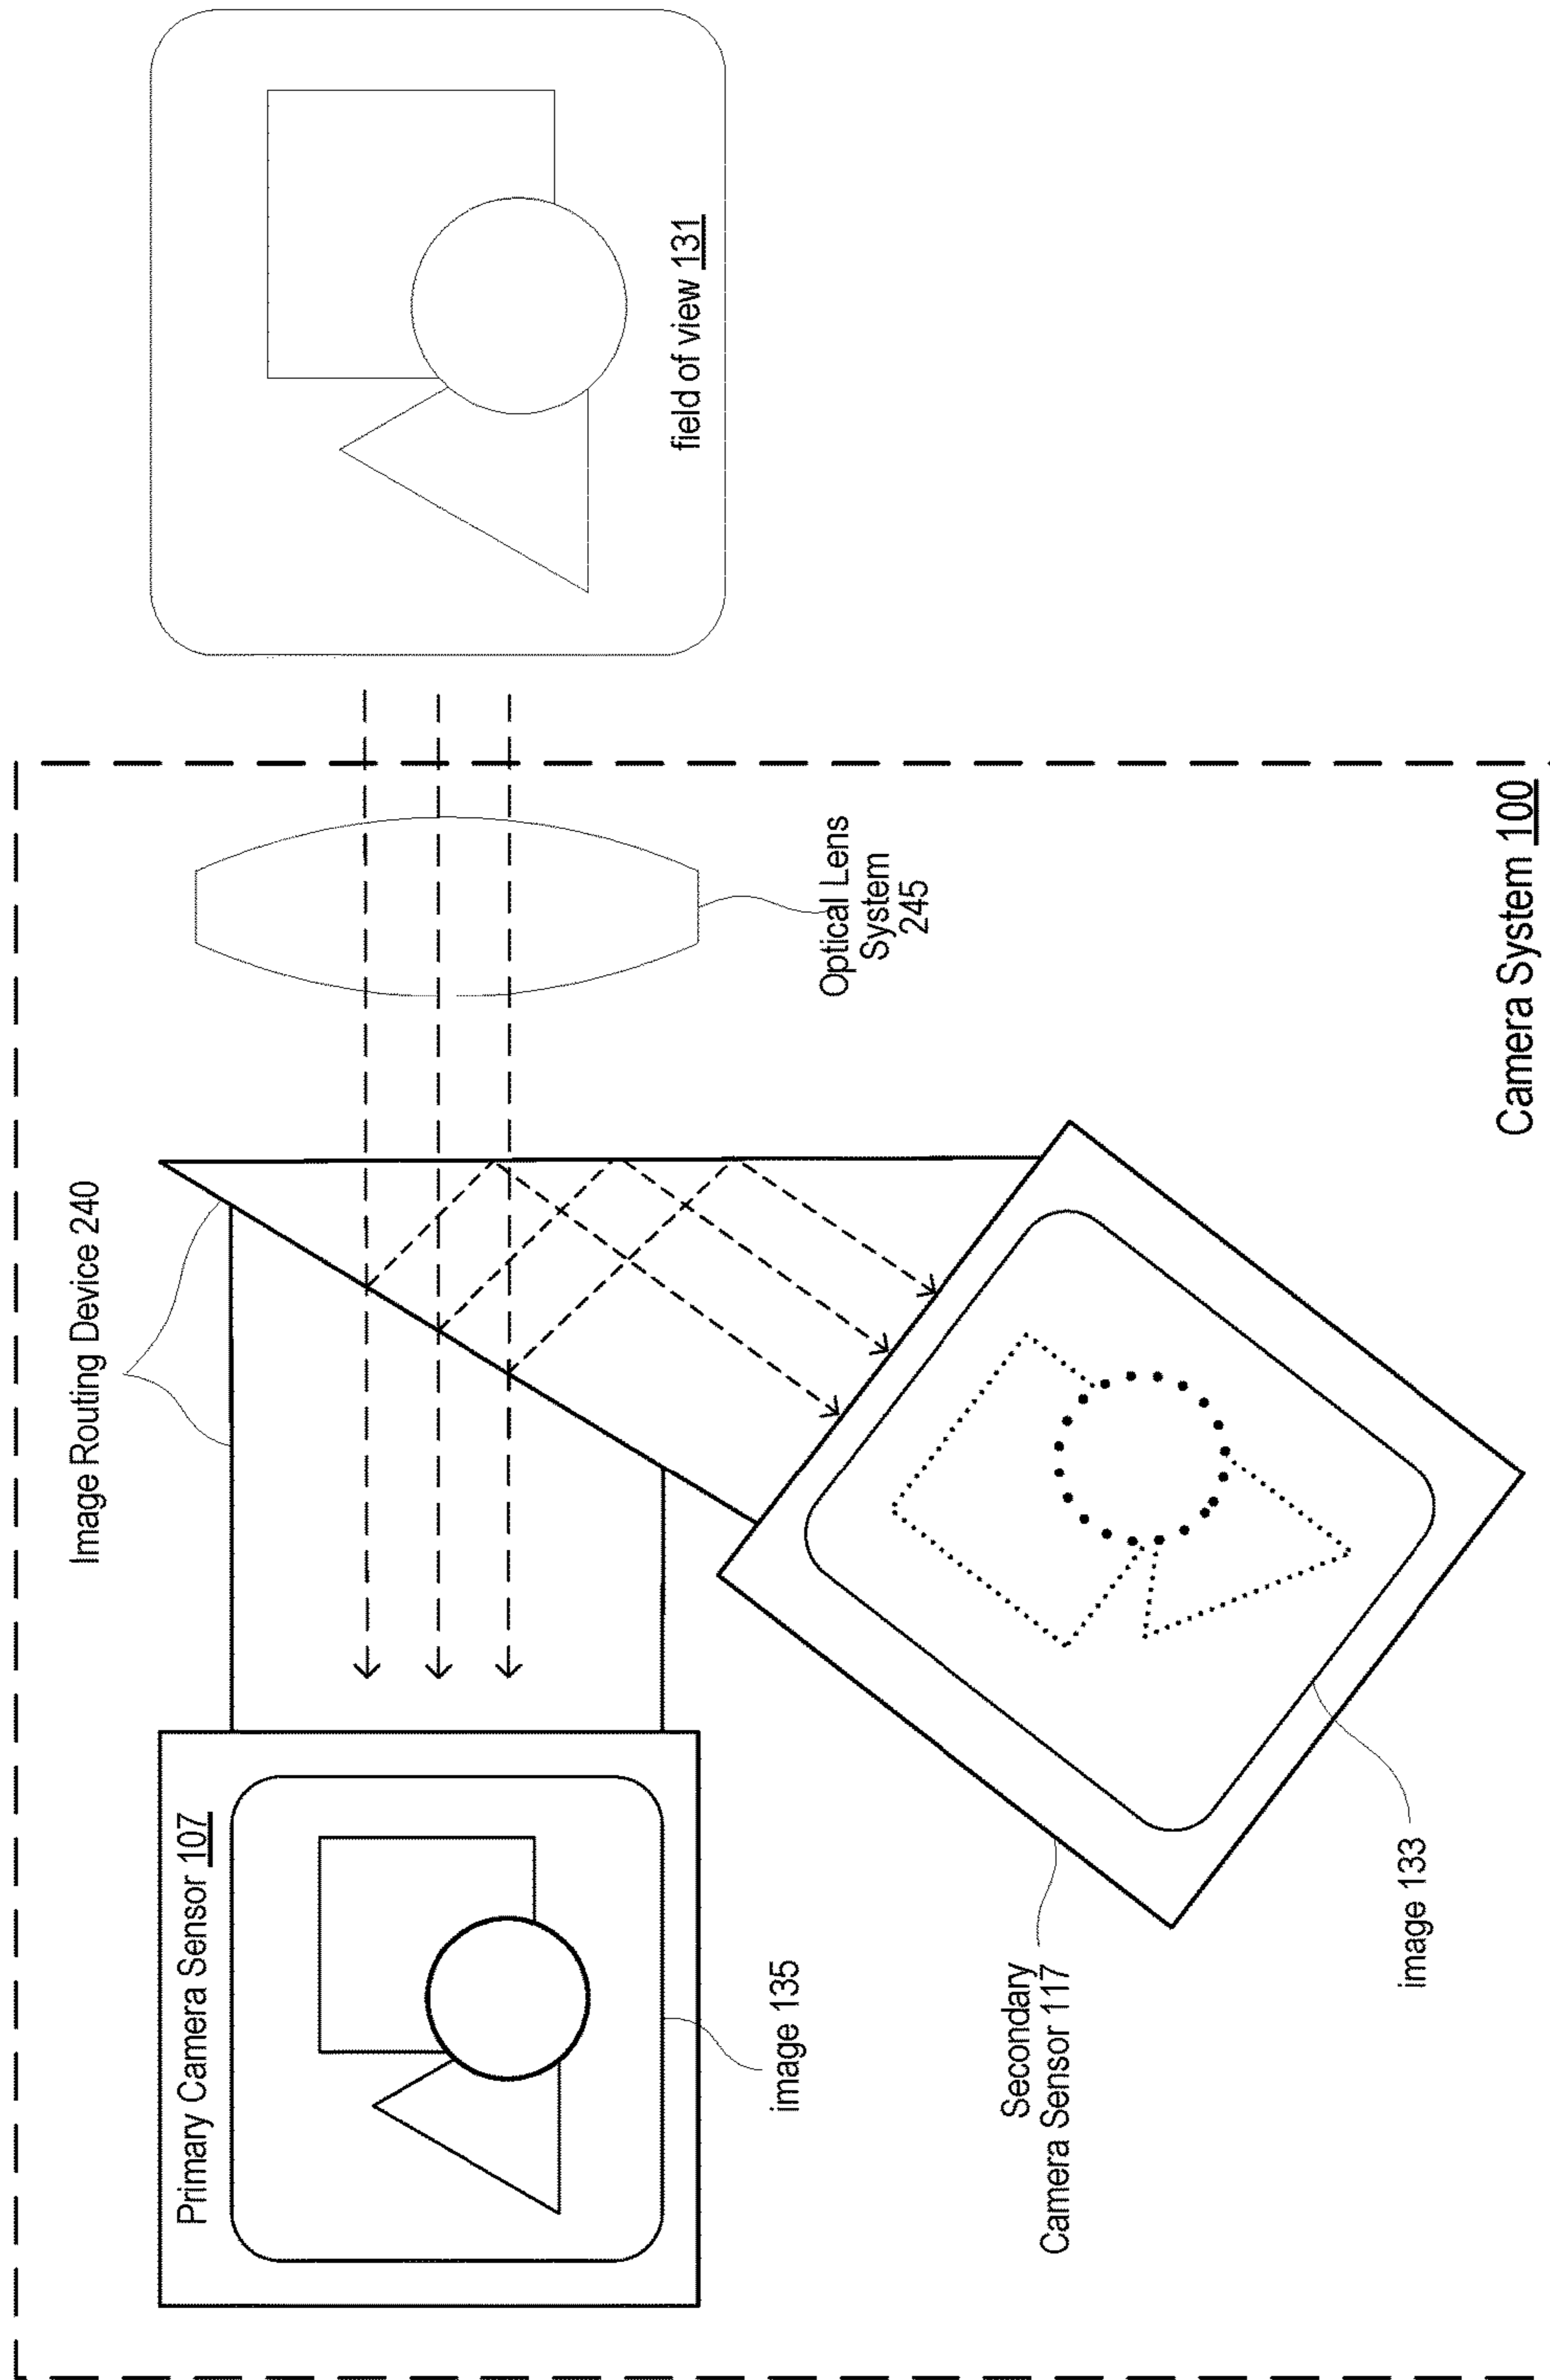 Image Routing Device 240
Primary Camera Sensor 107
image 135
field of view 131
Optical Lens
System
245
Secondary
Camera Sensor 117
image 133
Camera System 100